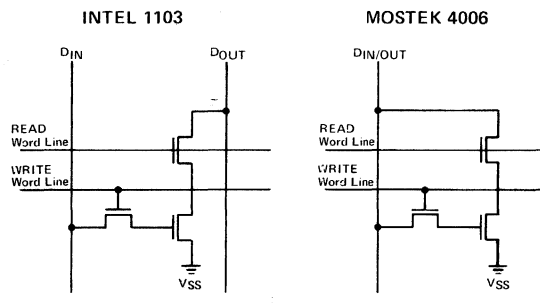 INTEL 1103
MOSTEK 4006
DIN
DOUT
DIN/OUT
READ
Word Line
WRITE
Word Line
VSS
READ
Word Line
WRITE
Word Line
VSS